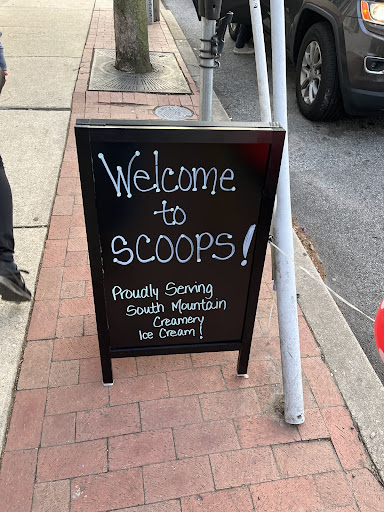 Welcome
to
SCOOPS!
Proudly Serving
South Mountain
Creamery
Ice Cream!